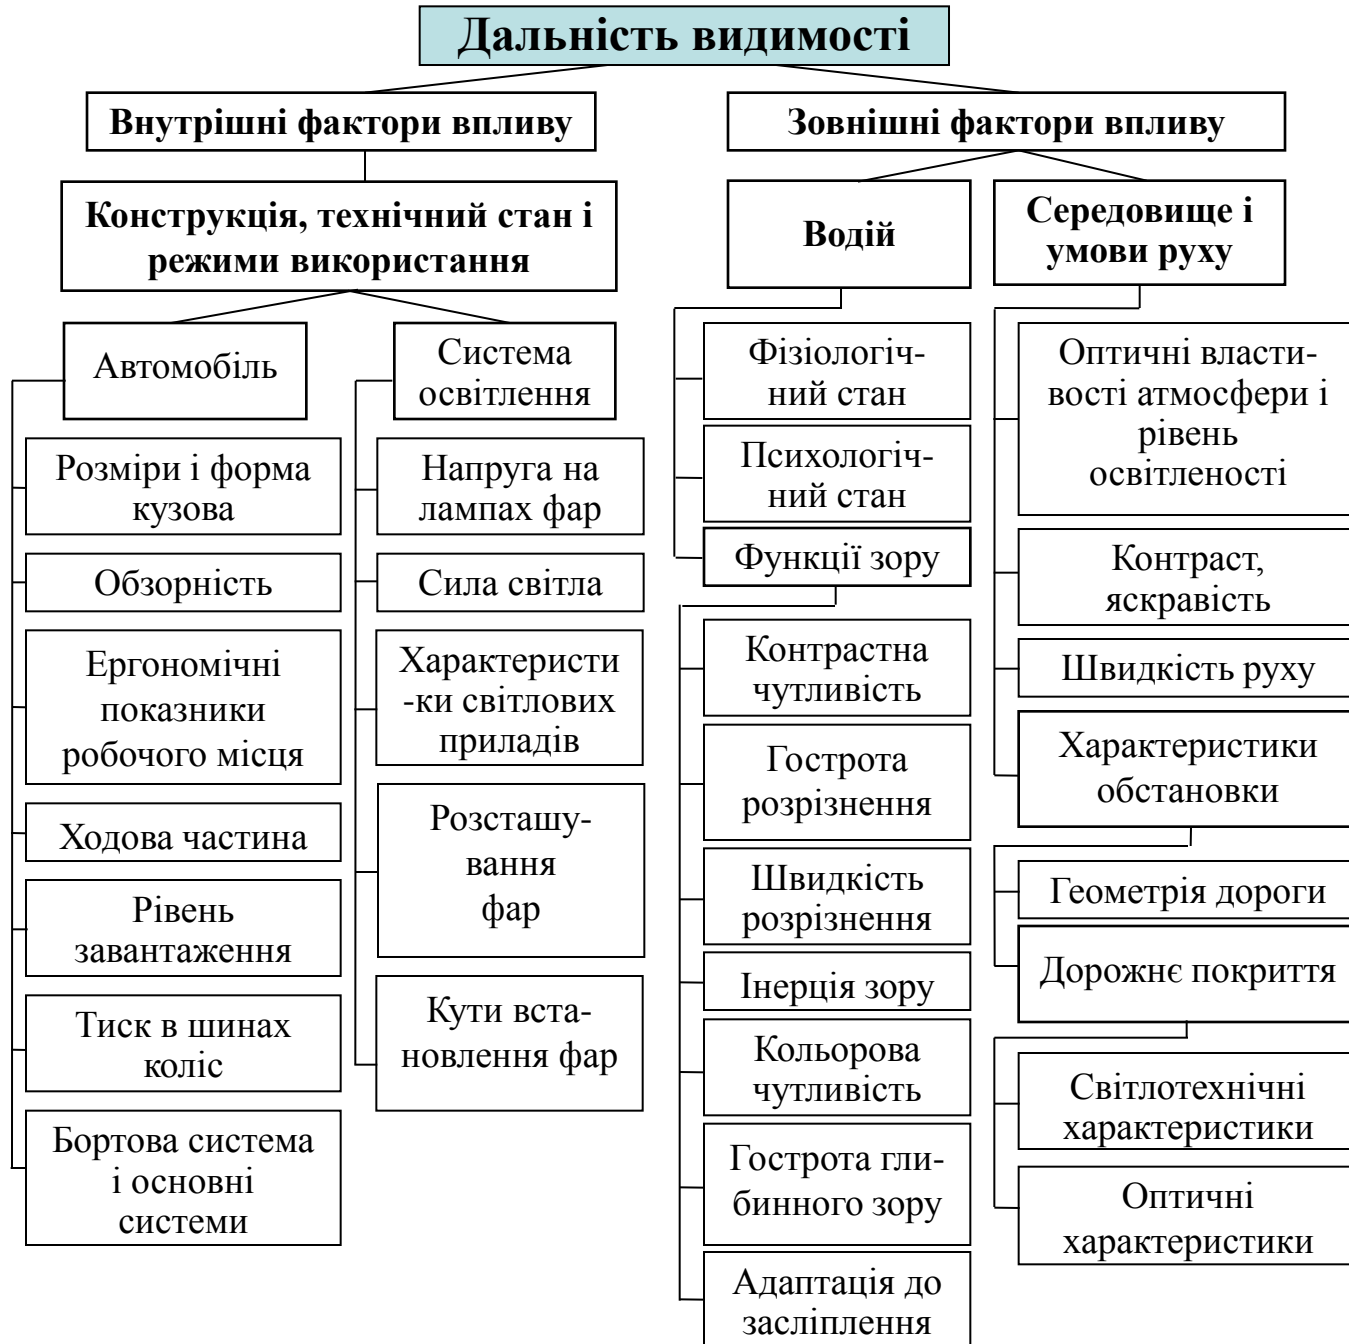 Дальність видимості
Внутрішні фактори впливу
Зовнішні фактори впливу
Конструкція, технічний стан і
режими використання
Водій
Середовище і
умови руху
Автомобіль
Система
освітлення
Розміри і форма
кузова
Обзорність
Ергономічні
показники
робочого місця
Ходова частина
Рівень
завантаження
Тиск в шинах
коліс
Бортова система
і основні
системи
Напруга на
лампах фар
Сила світла
Характеристи
-ки світлових
приладів
Розсташу-
вання
фар
Кути вста-
новлення фар
Фізіологіч-
ний стан
Психологіч-
ний стан
Функції зору
Контрастна
чутливість
Гострота
розрізнення
Швидкість
розрізнення
Інерція зору
Кольорова
чутливість
Гострота гли-
бинного зору
Адаптація до
засліплення
Оптичні власти-
вості атмосфери і
рівень
освітленості
Контраст,
яскравість
Швидкість руху
Характеристики
обстановки
Геометрія дороги
Дорожнє покриття
Світлотехнічні
характеристики
Оптичні
характеристики